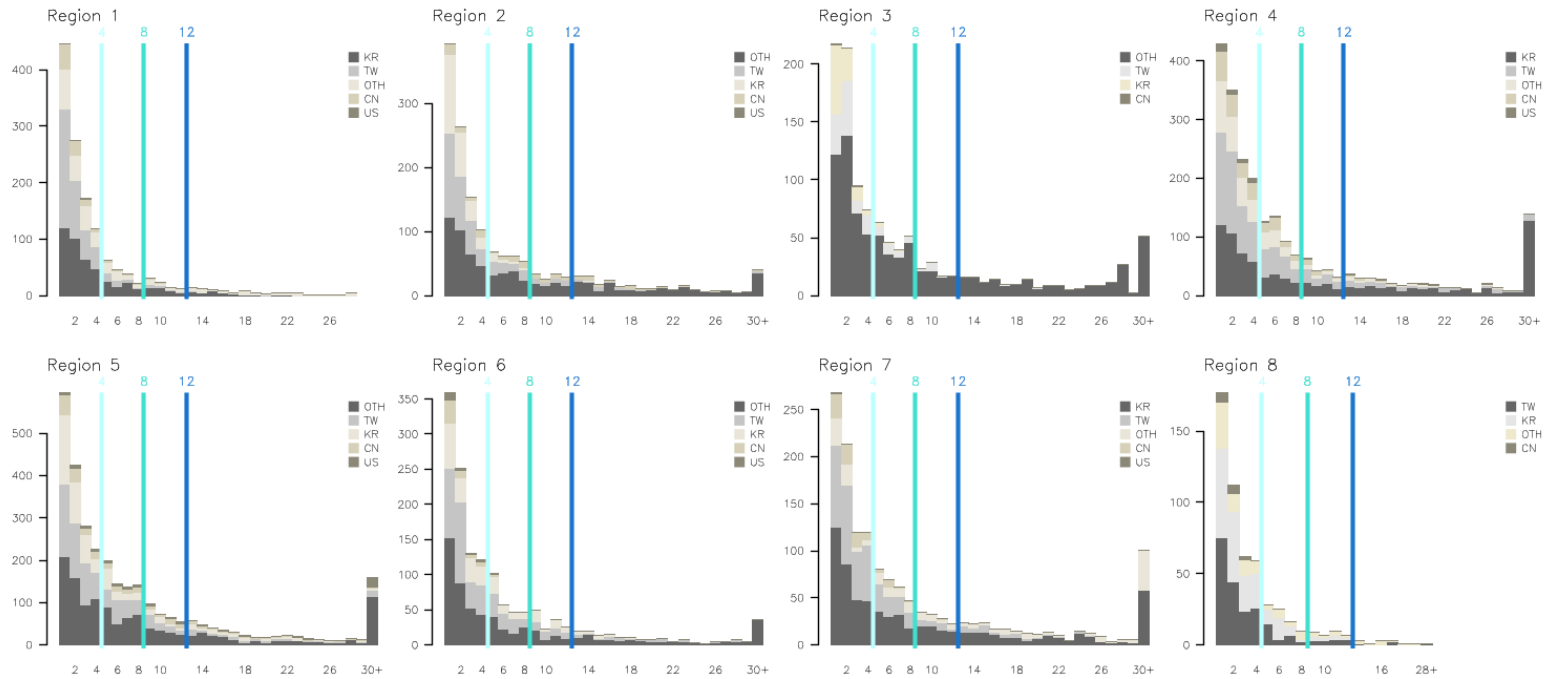 Region 1
4 8 12
400
300
200
100
0
KR
TW
OTH
CN
US
2 4 6 8 10 14 18 22 26
Region 2
4 8 12
300
200
100
0
OTH
TW
KR
CN
US
2 4 6 8 10 14 18 22 26 30+
Region 3
4 8 12
200
150
100
50
0
OTH
TW
KR
CN
2 4 6 8 10 14 18 22 26 30+
Region 4
4 8 12
400
300
200
100
0
KR
TW
OTH
CN
US
2 4 6 8 10 14 18 22 26 30+
Region 5
4 8 12
500
400
300
200
100
0
OTH
TW
KR
CN
US
2 4 6 8 10 14 18 22 26 30+
Region 6
4 8 12
350
300
250
200
150
100
50
0
OTH
TW
KR
CN
US
2 4 6 8 10 14 18 22 26 30+
Region 7
4 8 12
250
200
150
100
50
0
KR
TW
OTH
CN
US
2 4 6 8 10 14 18 22 26 30+
Region 8
4 8 12
150
100
50
0
TW
KR
OTH
CN
2 4 6 8 10 16 28+